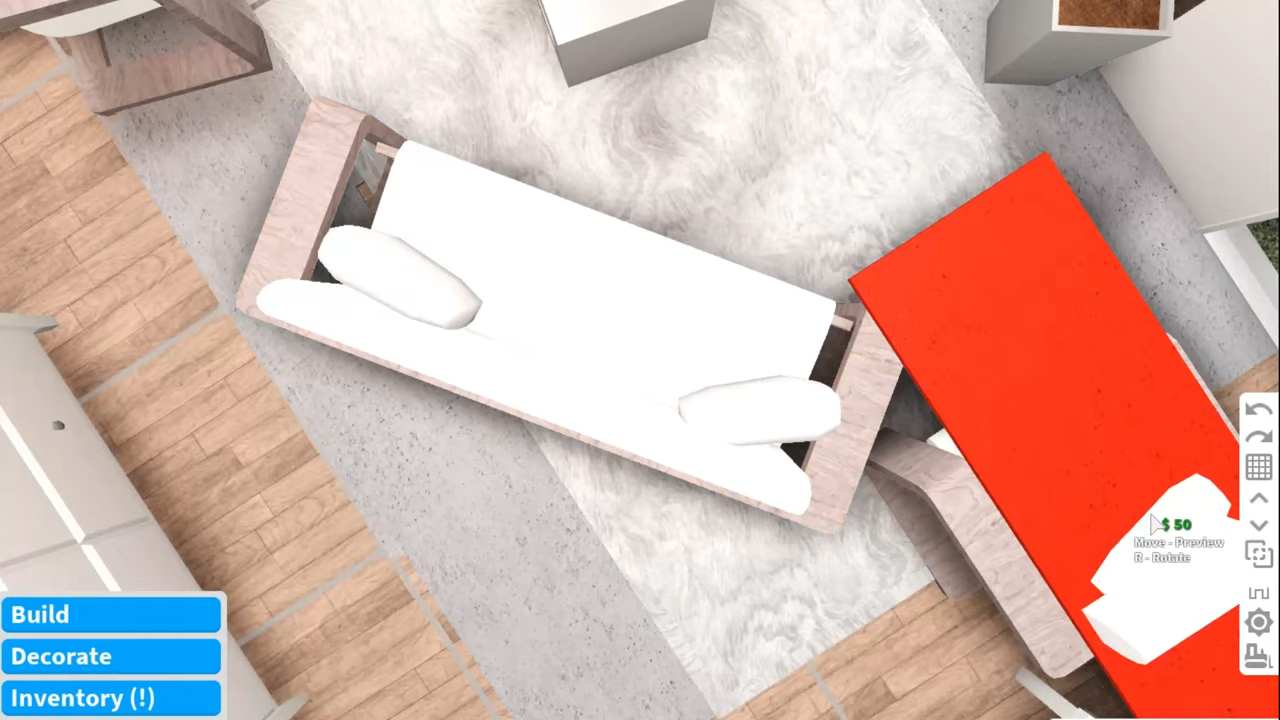 $ 50
Move - Preview
R - Rotate
Build
Decorate
Inventory (!)